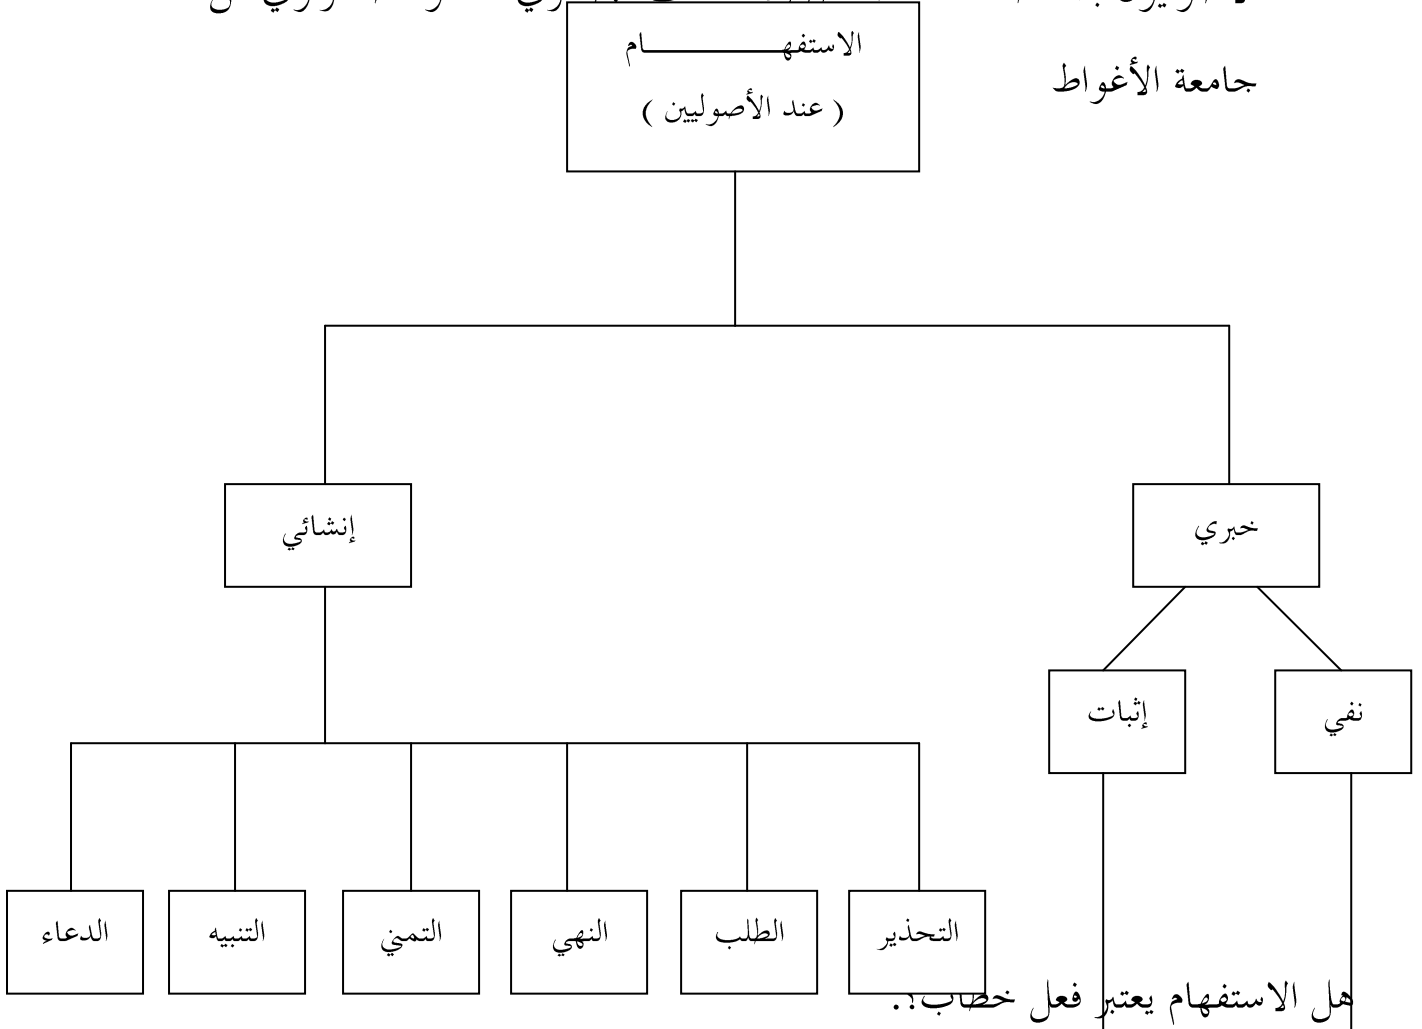 الاستفهــــــــــــام
جامعة الأغواط
( عند الأصوليين )
خبري
إنشائي
نفي
إثبات
التحذير
الطلب
النهي
التمني
التنبيه
الدعاء
هل الاستفهام يعتبر فعل خطاب؟.